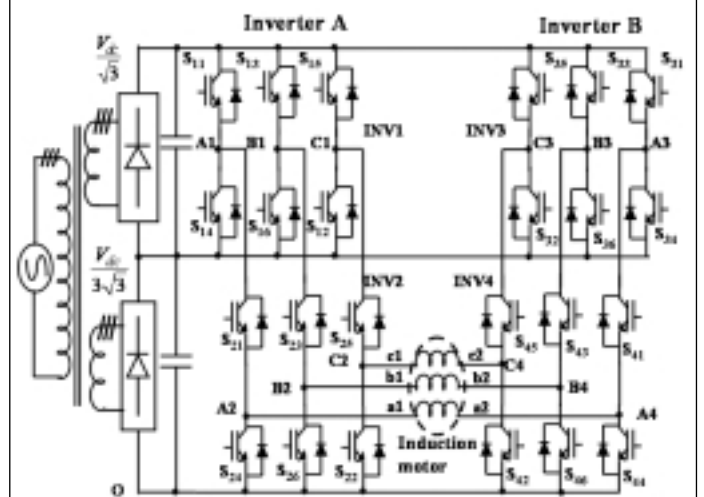 Inverter A Inverter B
V_dc/√3
S11 S13 S15 S35 S33 S31
INV1 INV3
A1 B1 C1 C3 B3 A3
S14 S16 S12 S32 S36 S34
V_dc/3√3
INV2 INV4
S21 S23 S25 S45 S43 S41
C2 c1 c2 C4
B2 b1 b2 B4
A2 a1 a2 A4
Induction
motor
S24 S26 S22 S42 S46 S44
O